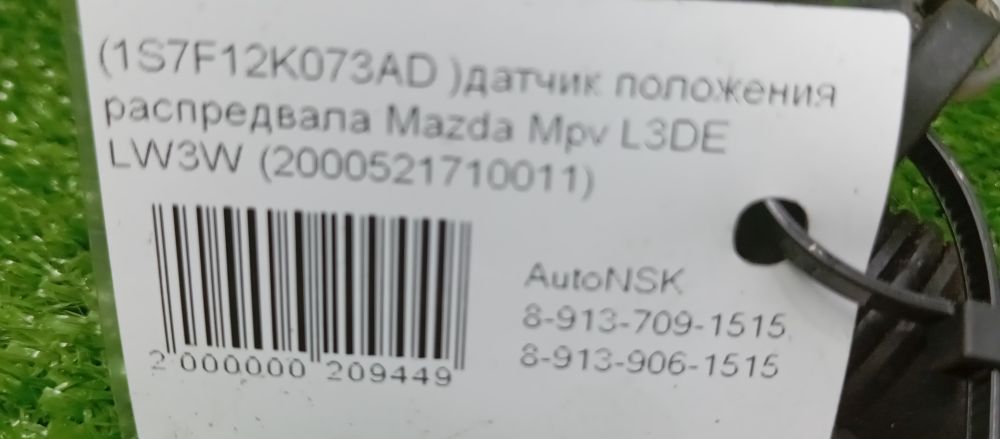 (1S7F12K073AD )датчик положения
распредвала Mazda Mpv L3DE
LW3W (2000521710011)
AutoNSK
8-913-709-1515
8-913-906-1515
2 000000 209449